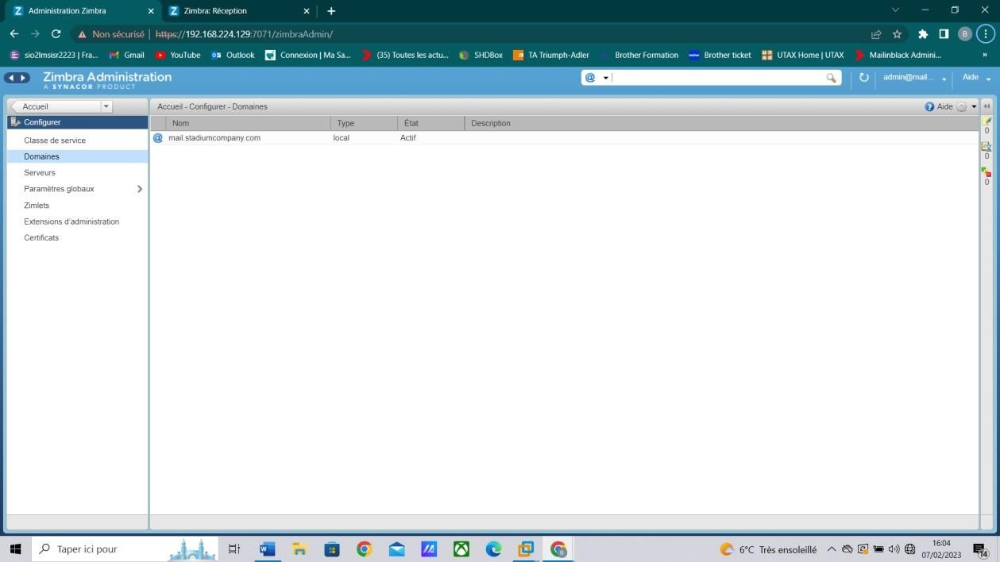 Administration Zimbra
Zimbra: Réception
Non sécurisé | https://192.168.224.129:7071/zimbraAdmin/
B
sio2lmsisr2223 | Fra... Gmail YouTube Outlook Connexion | Ma Sa... (35) Toutes les actu... SHDBox TA Triumph-Adler Brother Formation Brother ticket UTAX Home | UTAX Mailinblack Admini... »
Zimbra Administration
A SYNACOR PRODUCT
admin@mail... Aide
Accueil
Accueil - Configurer - Domaines
Aide
Configurer
Nom Type État Description
mail.stadiumcompany.com local Actif
Classe de service
Domaines
Serveurs
Paramètres globaux
Zimlets
Extensions d'administration
Certificats
0
0
0
Taper ici pour
6°C Très ensoleillé
16:04
07/02/2023
14